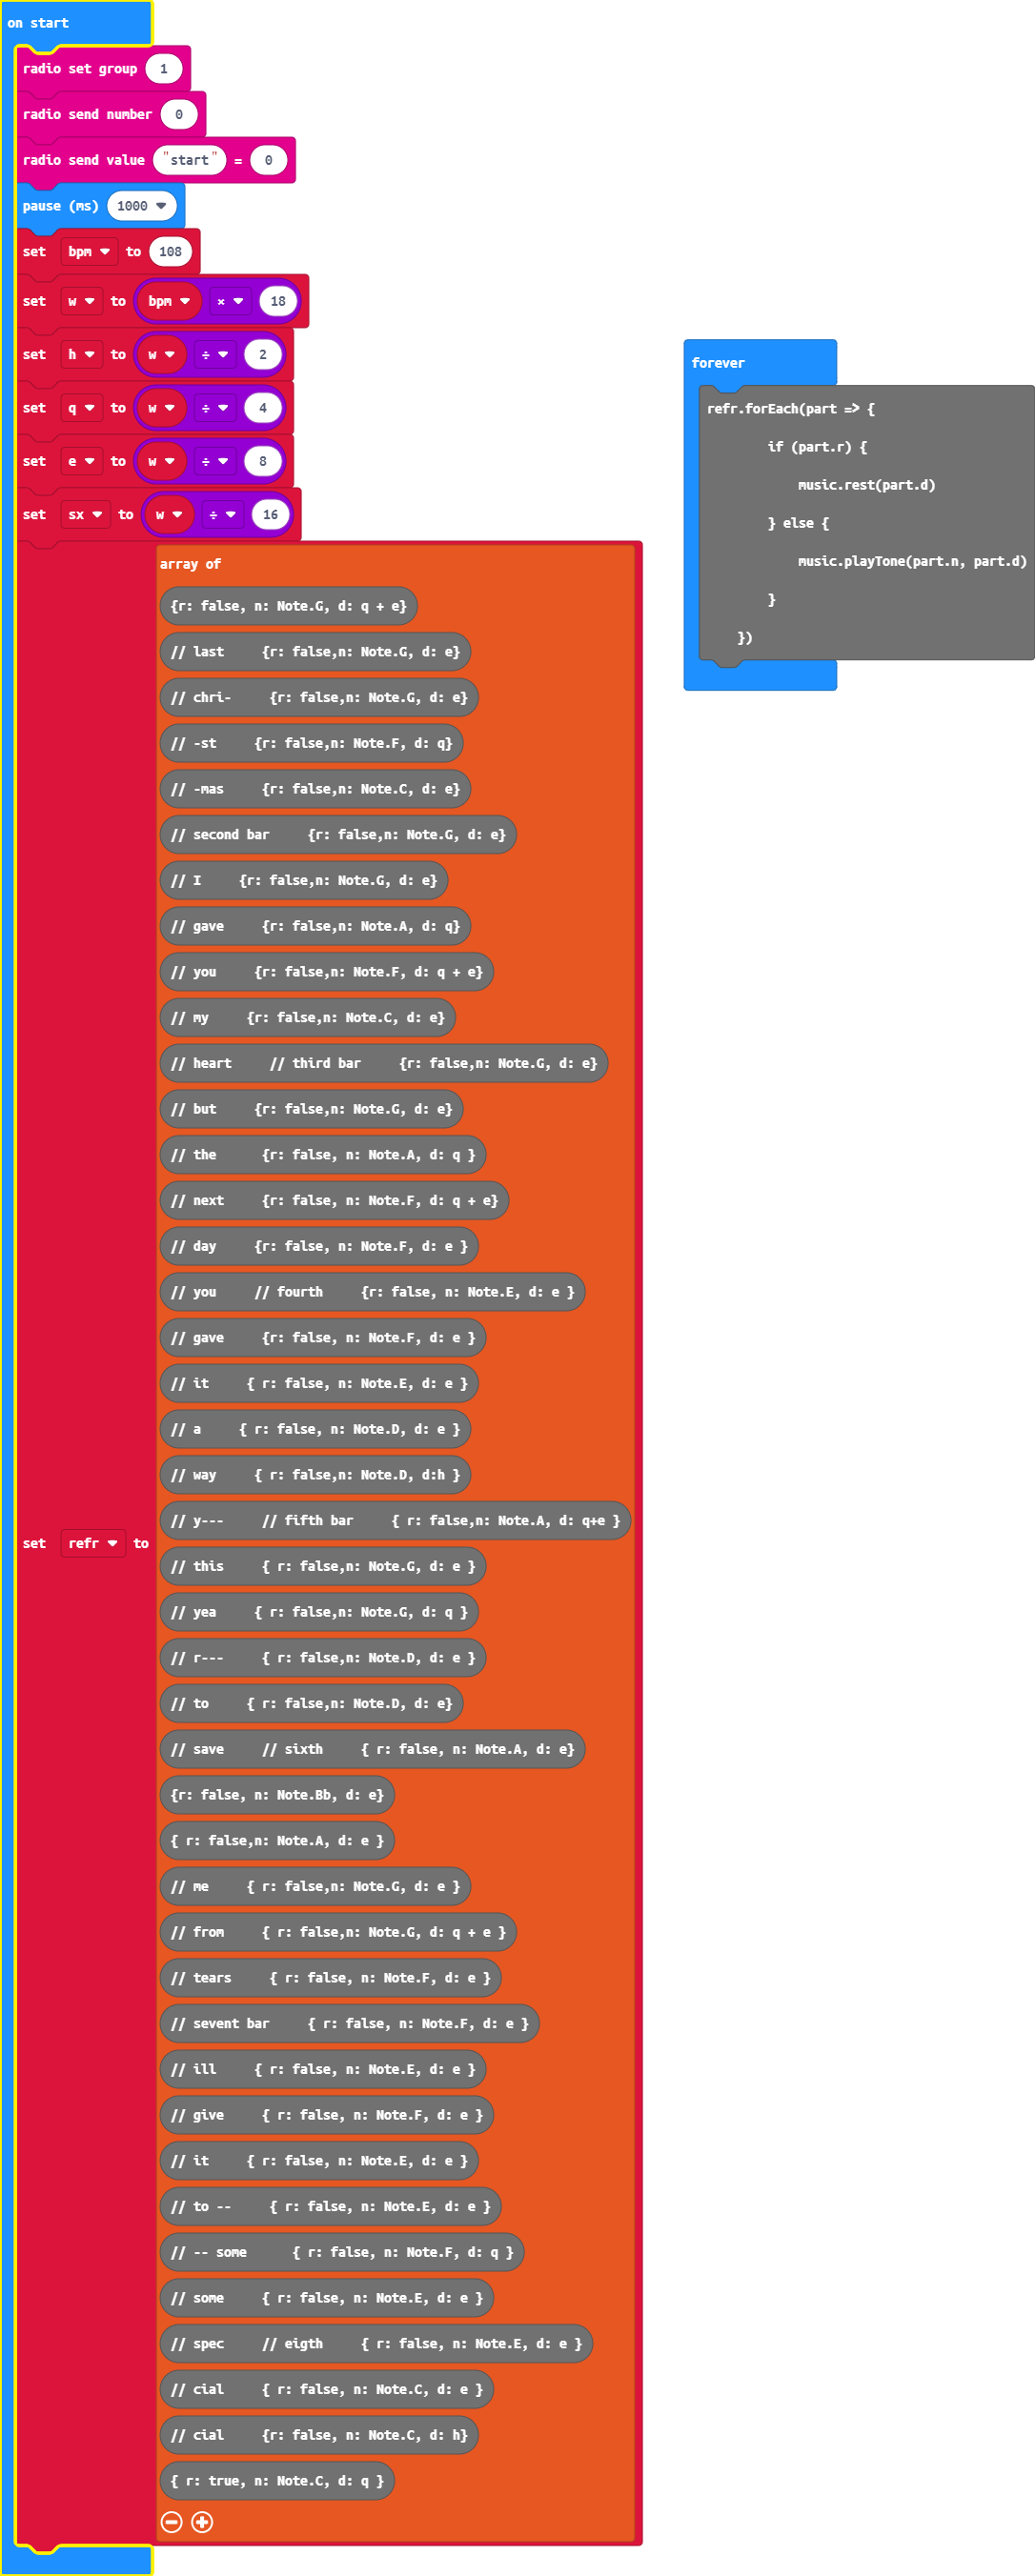 on start
radio set group 1
radio send number 0
radio send value "start" = 0
pause (ms) 1000
set bpm to 108
set w to bpm × 18
set h to w ÷ 2
set q to w ÷ 4
set e to w ÷ 8
set sx to w ÷ 16
set refr to
array of
{r: false, n: Note.G, d: q + e}
// last {r: false,n: Note.G, d: e}
// chri- {r: false,n: Note.G, d: e}
// -st {r: false,n: Note.F, d: q}
// -mas {r: false,n: Note.C, d: e}
// second bar {r: false,n: Note.G, d: e}
// I {r: false,n: Note.G, d: e}
// gave {r: false,n: Note.A, d: q}
// you {r: false,n: Note.F, d: q + e}
// my {r: false,n: Note.C, d: e}
// heart // third bar {r: false,n: Note.G, d: e}
// but {r: false,n: Note.G, d: e}
// the {r: false, n: Note.A, d: q }
// next {r: false, n: Note.F, d: q + e}
// day {r: false, n: Note.F, d: e }
// you // fourth {r: false, n: Note.E, d: e }
// gave {r: false, n: Note.F, d: e }
// it { r: false, n: Note.E, d: e }
// a { r: false, n: Note.D, d: e }
// way { r: false,n: Note.D, d:h }
// y--- // fifth bar { r: false,n: Note.A, d: q+e }
// this { r: false,n: Note.G, d: e }
// yea { r: false,n: Note.G, d: q }
// r--- { r: false,n: Note.D, d: e }
// to { r: false,n: Note.D, d: e}
// save // sixth { r: false, n: Note.A, d: e}
{r: false, n: Note.Bb, d: e}
{ r: false,n: Note.A, d: e }
// me { r: false,n: Note.G, d: e }
// from { r: false,n: Note.G, d: q + e }
// tears { r: false, n: Note.F, d: e }
// sevent bar { r: false, n: Note.F, d: e }
// ill { r: false, n: Note.E, d: e }
// give { r: false, n: Note.F, d: e }
// it { r: false, n: Note.E, d: e }
// to -- { r: false, n: Note.E, d: e }
// -- some { r: false, n: Note.F, d: q }
// some { r: false, n: Note.E, d: e }
// spec // eigth { r: false, n: Note.E, d: e }
// cial { r: false, n: Note.C, d: e }
// cial {r: false, n: Note.C, d: h}
{ r: true, n: Note.C, d: q }
forever
refr.forEach(part => {
if (part.r) {
music.rest(part.d)
} else {
music.playTone(part.n, part.d)
}
})